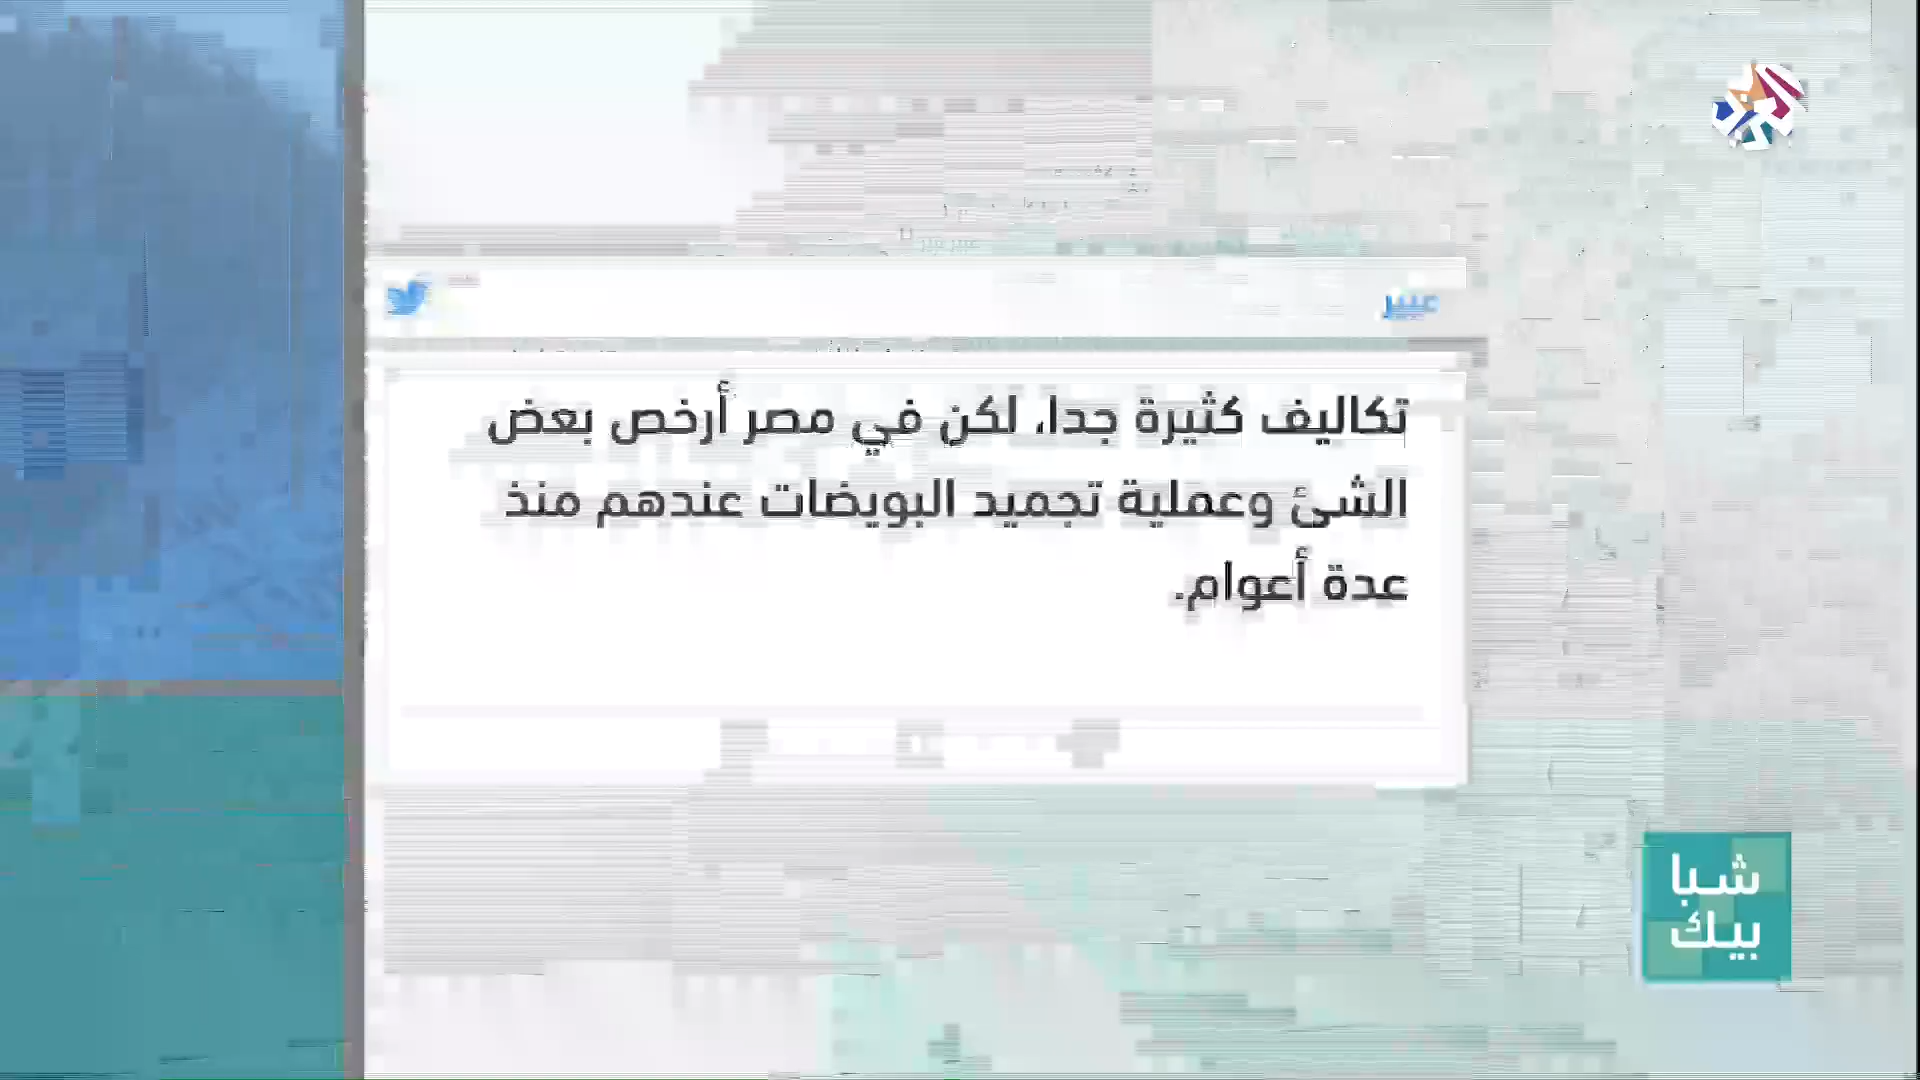 عبير
تكاليف كثيرة جدا، لكن في مصر أرخص بعض
الشئ وعملية تجميد البويضات عندهم منذ
عدة أعوام.
شبا
بيك